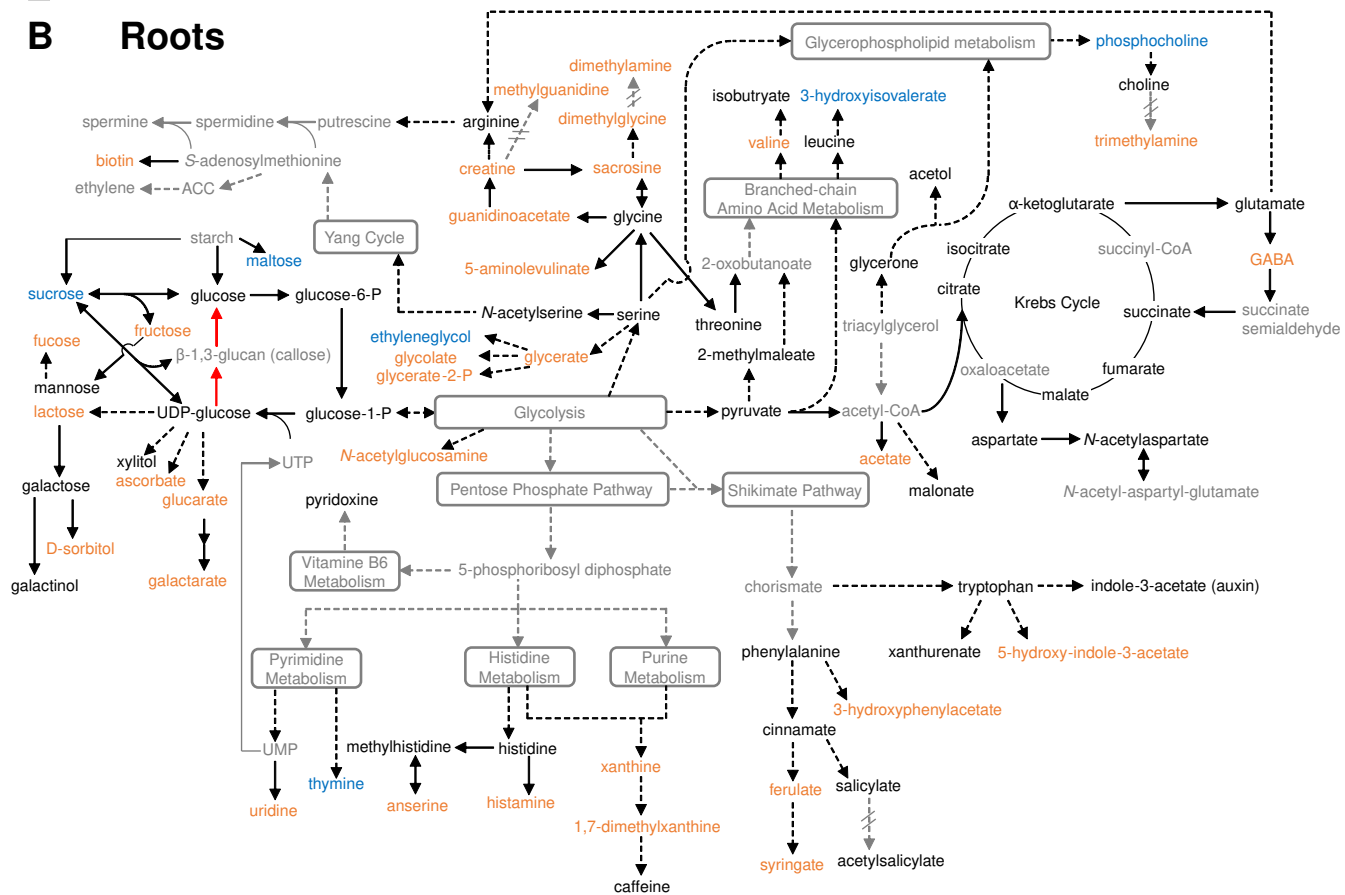 B Roots
Glycerophospholipid metabolism
phosphocholine
choline
trimethylamine
dimethylamine
methylguanidine
dimethylglycine
isobutryate
3-hydroxyisovalerate
spermine
spermidine
putrescine
arginine
valine
leucine
biotin
S-adenosylmethionine
creatine
sacrosine
ethylene
ACC
Branched-chain
Amino Acid Metabolism
acetol
guanidinoacetate
glycine
α-ketoglutarate
glutamate
Yang Cycle
starch
maltose
5-aminolevulinate
2-oxobutanoate
glycerone
isocitrate
succinyl-CoA
GABA
sucrose
glucose
glucose-6-P
citrate
Krebs Cycle
N-acetylserine
serine
threonine
triacylglycerol
succinate
succinate
semialdehyde
fructose
fucose
β-1,3-glucan (callose)
ethyleneglycol
glycolate
glycerate
glycerate-2-P
2-methylmaleate
oxaloacetate
fumarate
mannose
malate
lactose
UDP-glucose
glucose-1-P
Glycolysis
pyruvate
acetyl-CoA
aspartate
N-acetylaspartate
xylitol
ascorbate
glucarate
UTP
N-acetylglucosamine
acetate
malonate
N-acetyl-aspartyl-glutamate
galactose
pyridoxine
Pentose Phosphate Pathway
Shikimate Pathway
D-sorbitol
galactinol
galactarate
Vitamine B6
Metabolism
5-phosphoribosyl diphosphate
chorismate
tryptophan
indole-3-acetate (auxin)
Pyrimidine
Metabolism
Histidine
Metabolism
Purine
Metabolism
phenylalanine
xanthurenate
5-hydroxy-indole-3-acetate
3-hydroxyphenylacetate
cinnamate
UMP
methylhistidine
histidine
thymine
xanthine
uridine
anserine
histamine
ferulate
salicylate
1,7-dimethylxanthine
syringate
acetylsalicylate
caffeine